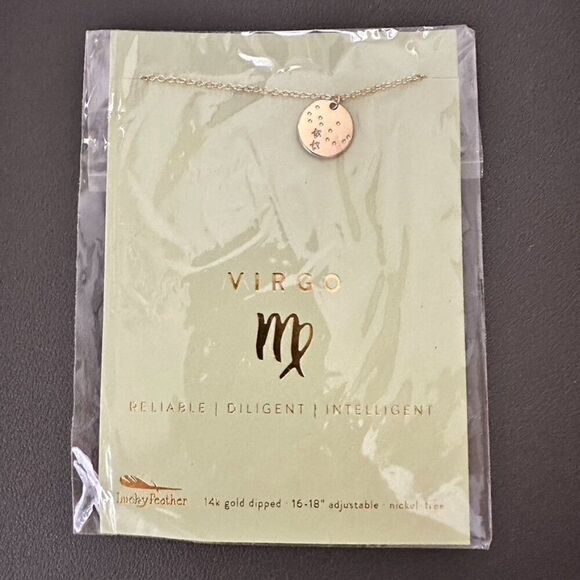 VIRGO
RELIABLE | DILIGENT | INTELLIGENT
Lucky Feather
14k gold dipped · 16-18" adjustable · nickel-free